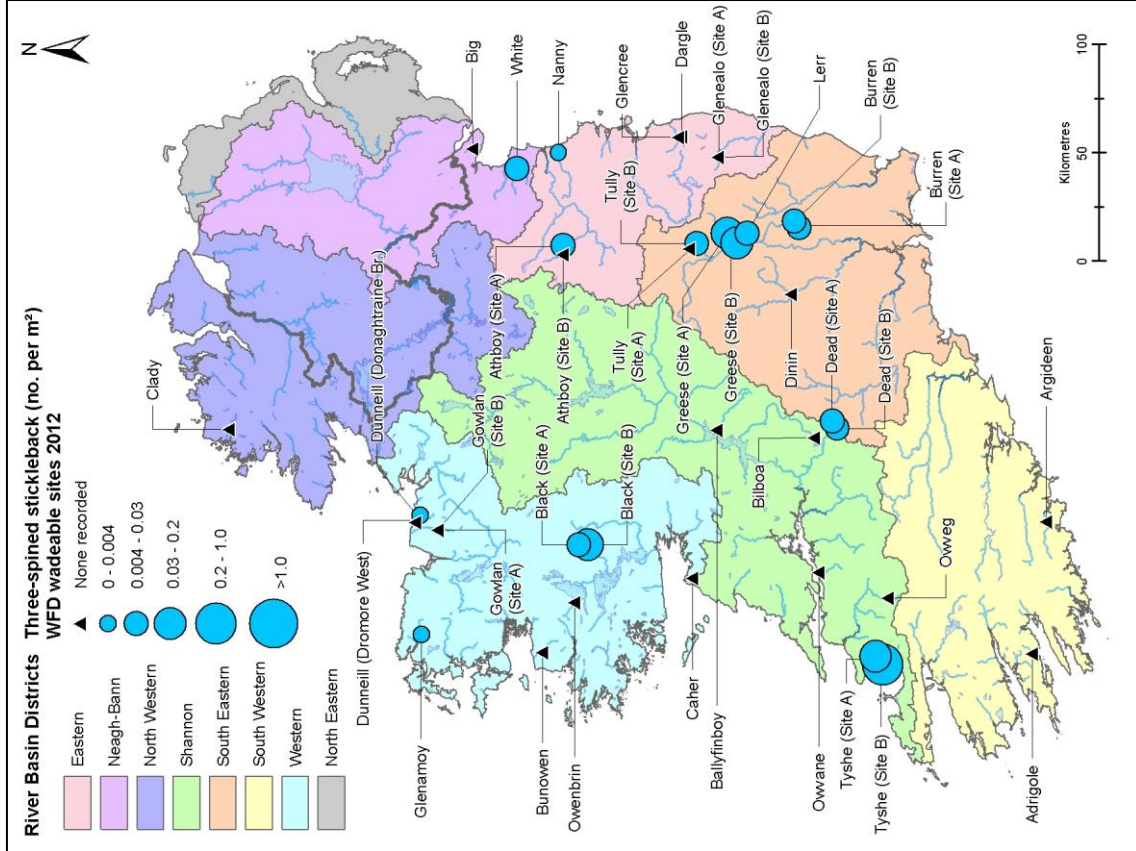 River Basin Districts
Eastern
Neagh-Bann
North Western
Shannon
South Eastern
South Western
Western
North Eastern
Three-spined stickleback (no. per m²)
WFD wadeable sites 2012
None recorded
0 - 0.004
0.004 - 0.03
0.03 - 0.2
0.2 - 1.0
>1.0
N
Clady
Dunneill (Donaghtraine Br.)
Dunneill (Dromore West)
Glenamoy
Gowlan
(Site B)
Gowlan
(Site A)
Bunowen
Owenbrin
Black (Site A)
Black (Site B)
Athboy (Site A)
Athboy (Site B)
Big
White
Nanny
Glencree
Dargle
Glenealo (Site A)
Glenealo (Site B)
Lerr
Tully
(Site B)
Tully
(Site A)
Greese (Site A)
Greese (Site B)
Burren
(Site B)
Burren
(Site A)
Dinin
Dead (Site A)
Dead (Site B)
Bilboa
Caher
Ballyfinboy
Owvane
Tyshe (Site A)
Tyshe (Site B)
Owveg
Adrigole
Argideen
0 50 100
Kilometres